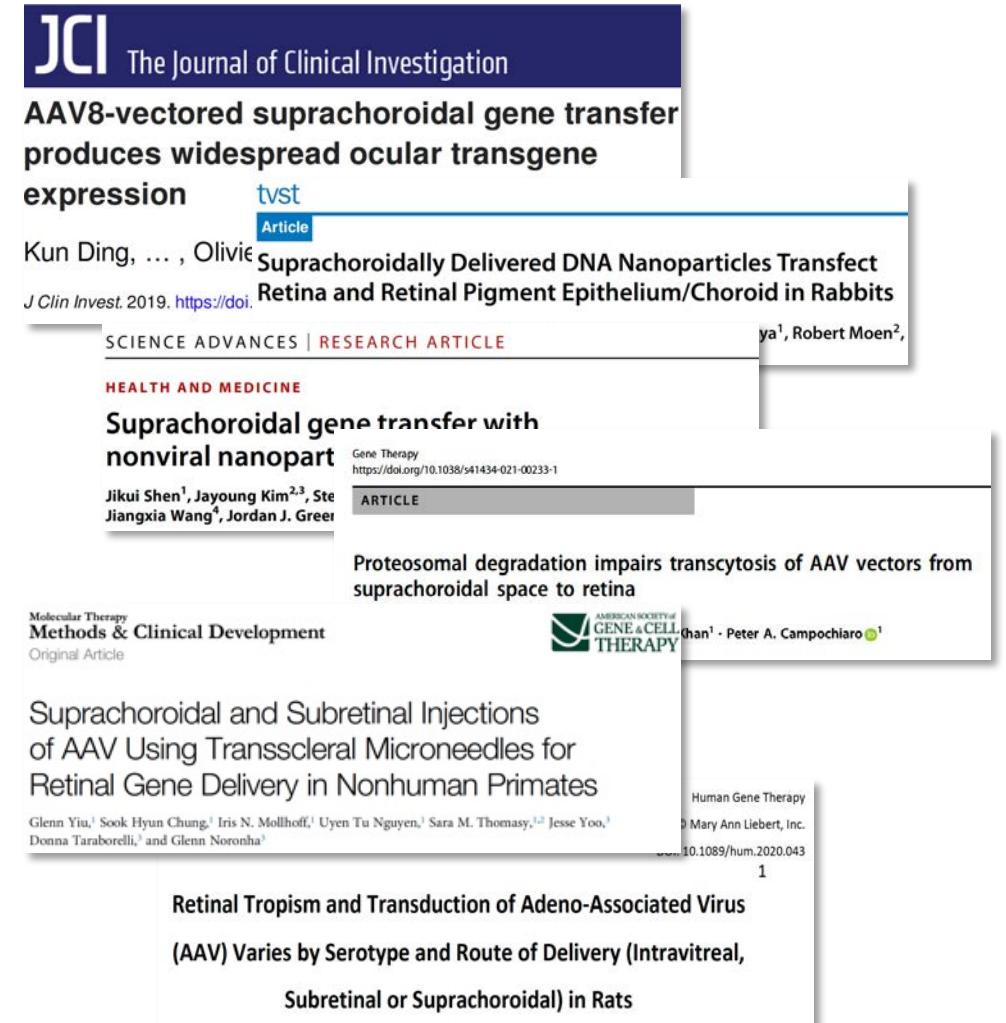 JCI The Journal of Clinical Investigation
AAV8-vectored suprachoroidal gene transfer
produces widespread ocular transgene
expression
Kun Ding, … ,
J Clin Invest. 2019. https://doi.
tvst
Article
Suprachoroidally Delivered DNA Nanoparticles Transfect
Retina and Retinal Pigment Epithelium/Choroid in Rabbits
Robert Moen²,
SCIENCE ADVANCES | RESEARCH ARTICLE
HEALTH AND MEDICINE
Suprachoroidal gene transfer with
nonviral
Jikui Shen¹, Jayoung Kim²,³,
Jiangxia Wang⁴, Jordan J.
Gene Therapy
https://doi.org/10.1038/s41434-021-00233-1
ARTICLE
Proteosomal degradation impairs transcytosis of AAV vectors from
suprachoroidal space to retina
Khan¹ · Peter A. Campochiaro¹
Molecular Therapy
Methods & Clinical Development
Original Article
AMERICAN SOCIETY of
GENE & CELL
THERAPY
Suprachoroidal and Subretinal Injections
of AAV Using Transscleral Microneedles for
Retinal Gene Delivery in Nonhuman Primates
Glenn Yiu,¹ Sook Hyun Chung,¹ Iris N. Mollhoff,¹ Uyen Tu Nguyen,¹ Sara M. Thomasy,¹,² Jesse Yoo,³
Donna Taraborelli,³ and Glenn Noronha³
Human Gene Therapy
Mary Ann Liebert, Inc.
10.1089/hum.2020.043
1
Retinal Tropism and Transduction of Adeno-Associated Virus
(AAV) Varies by Serotype and Route of Delivery (Intravitreal,
Subretinal or Suprachoroidal) in Rats